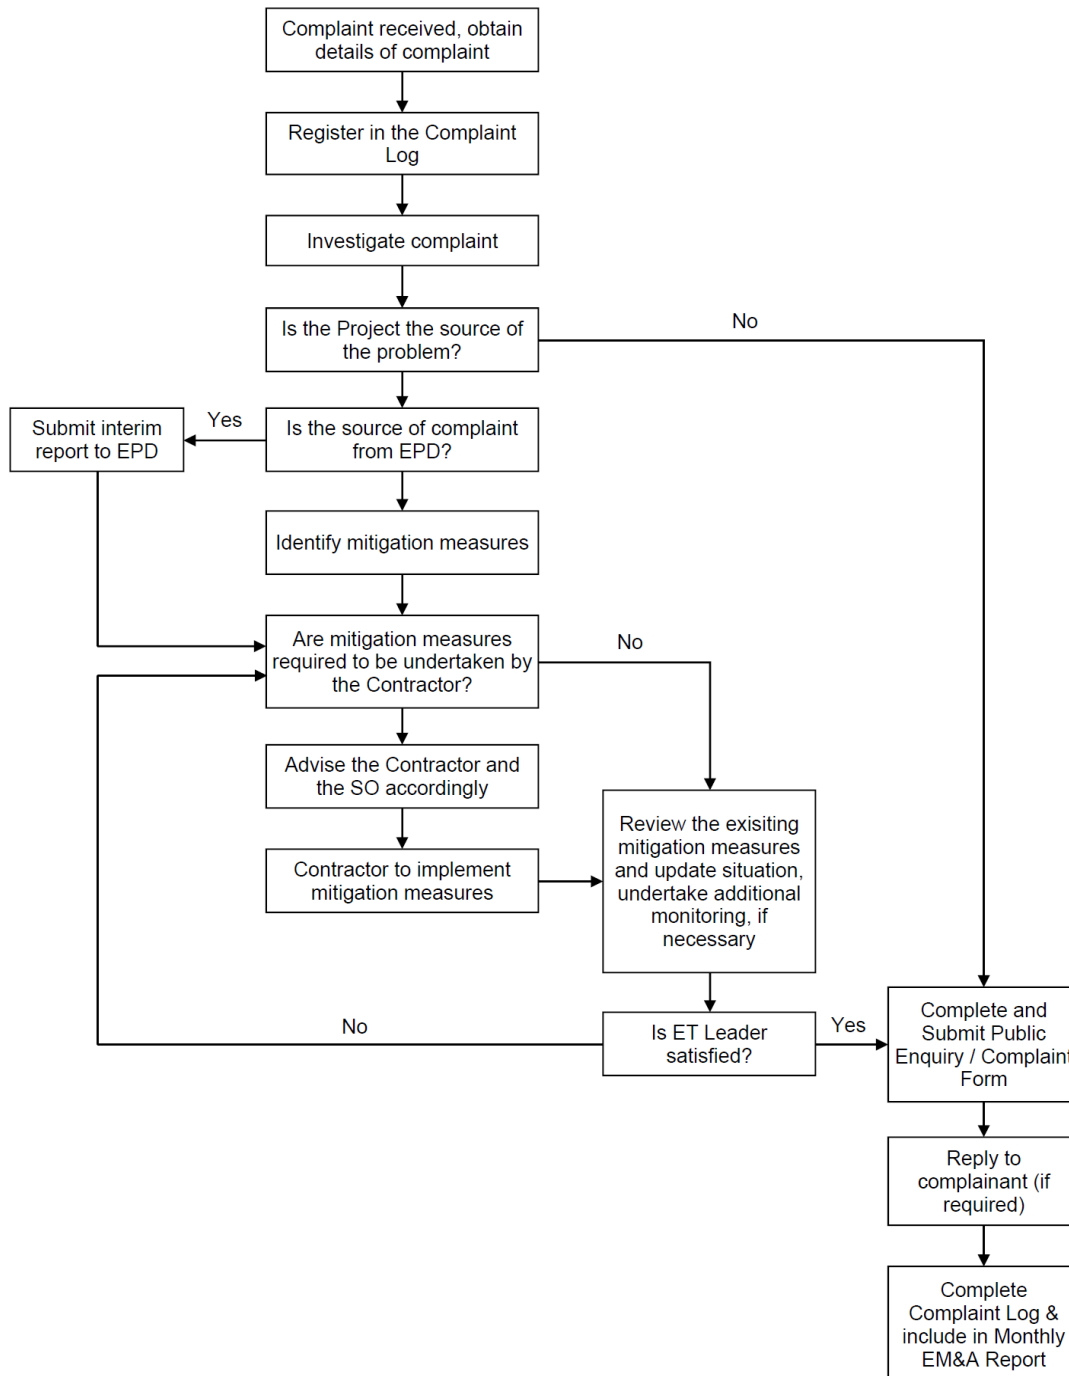 Complaint received, obtain
details of complaint
Register in the Complaint
Log
Investigate complaint
Is the Project the source of
the problem?
No
Submit interim
report to EPD
Yes
Is the source of complaint
from EPD?
Identify mitigation measures
Are mitigation measures
required to be undertaken by
the Contractor?
No
Advise the Contractor and
the SO accordingly
Contractor to implement
mitigation measures
Review the exisiting
mitigation measures
and update situation,
undertake additional
monitoring, if
necessary
No
Is ET Leader
satisfied?
Yes
Complete and
Submit Public
Enquiry / Complaint
Form
Reply to
complainant (if
required)
Complete
Complaint Log &
include in Monthly
EM&A Report